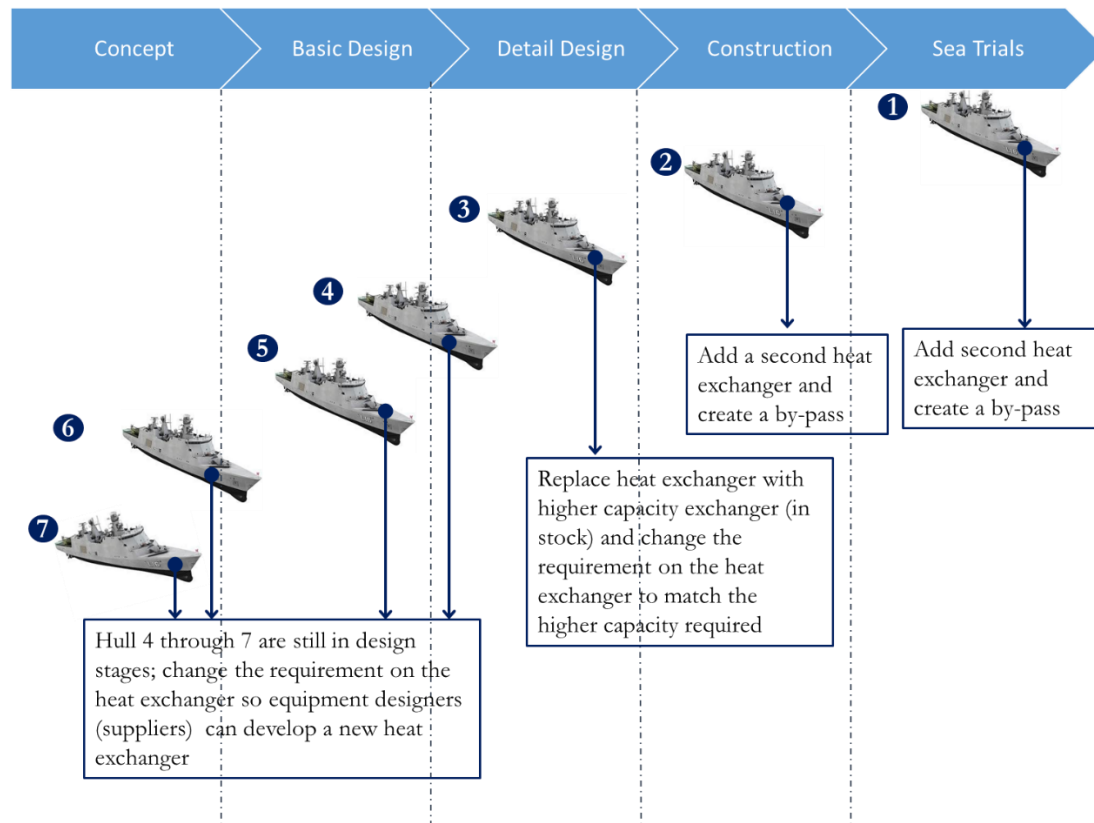 Concept
Basic Design
Detail Design
Construction
Sea Trials
1
2
3
4
5
6
7
Add a second heat
exchanger and
create a by-pass
Add second heat
exchanger and
create a by-pass
Replace heat exchanger with
higher capacity exchanger (in
stock) and change the
requirement on the heat
exchanger to match the
higher capacity required
Hull 4 through 7 are still in design
stages; change the requirement on the
heat exchanger so equipment designers
(suppliers)  can develop a new heat
exchanger